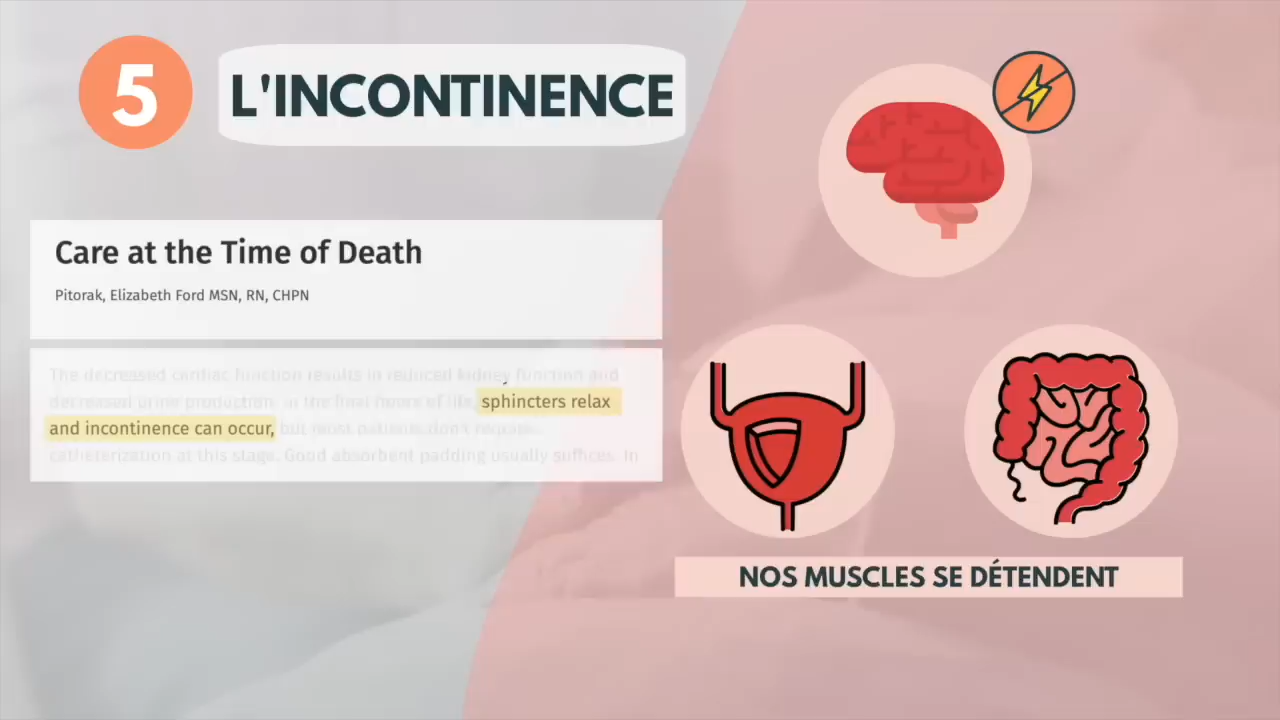 5
L'INCONTINENCE
Care at the Time of Death
Pitorak, Elizabeth Ford MSN, RN, CHPN
The decreased cardiac function results in reduced kidney function and
decreased urine production. In the final hours of life, sphincters relax
and incontinence can occur, but most patients don't require
catheterization at this stage. Good absorbent padding usually suffices. In
NOS MUSCLES SE DÉTENDENT